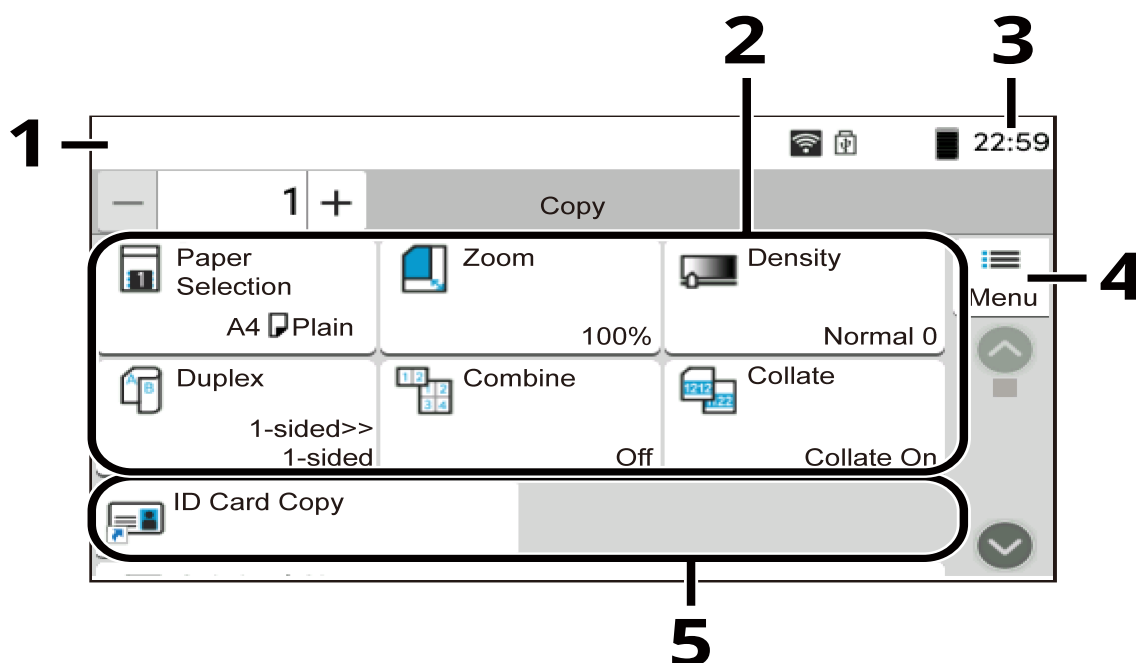 2
3
1
22:59
1
Copy
Paper
Selection
A4 Plain
Zoom
100%
Density
Normal 0
Menu
4
Duplex
1-sided>>
1-sided
Combine
Off
Collate
Collate On
ID Card Copy
5